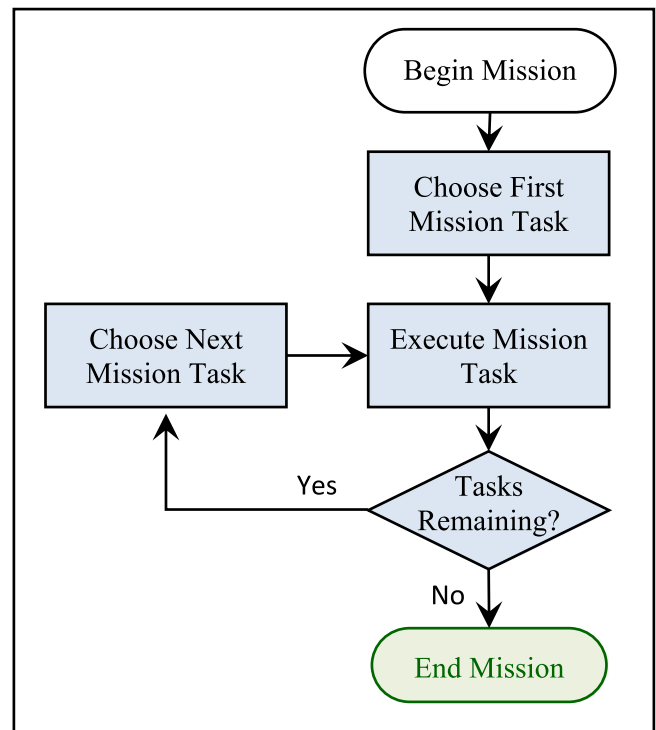 Begin Mission
Choose First
Mission Task
Choose Next
Mission Task
Execute Mission
Task
Yes
Tasks
Remaining?
No
End Mission